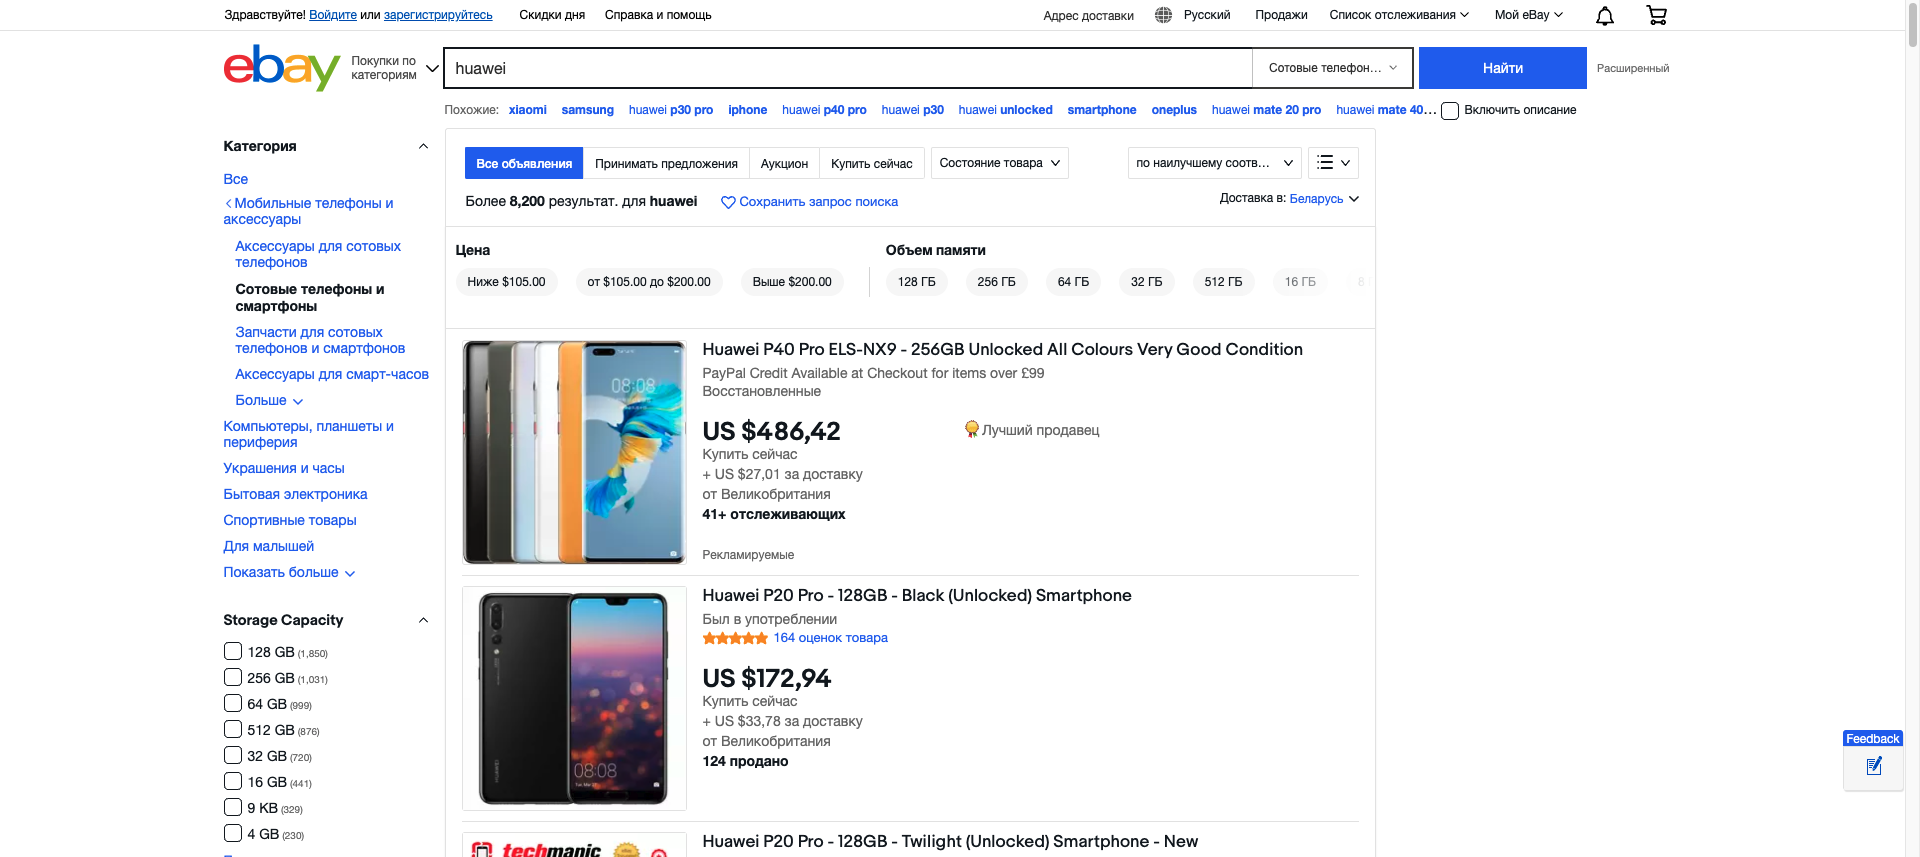 Здравствуйте! Войдите или зарегистрируйтесь
Скидки дня
Справка и помощь
Адрес доставки
Русский
Продажи
Список отслеживания
Мой eBay
ebay
Покупки по
категориям
huawei
Сотовые телефон...
Найти
Расширенный
Похожие: xiaomi samsung huawei p30 pro iphone huawei p40 pro huawei p30 huawei unlocked smartphone oneplus huawei mate 20 pro huawei mate 40...
Включить описание
Категория
Все
Мобильные телефоны и
аксессуары
Аксессуары для сотовых
телефонов
Сотовые телефоны и
смартфоны
Запчасти для сотовых
телефонов и смартфонов
Аксессуары для смарт-часов
Больше
Компьютеры, планшеты и
периферия
Украшения и часы
Бытовая электроника
Спортивные товары
Для малышей
Показать больше
Storage Capacity
128 GB (1,850)
256 GB (1,031)
64 GB (999)
512 GB (876)
32 GB (720)
16 GB (441)
9 KB (329)
4 GB (230)
Все объявления
Принимать предложения
Аукцион
Купить сейчас
Состояние товара
по наилучшему соотв...
Более 8,200 результат. для huawei
Сохранить запрос поиска
Доставка в: Беларусь
Цена
Ниже $105.00
от $105.00 до $200.00
Выше $200.00
Объем памяти
128 ГБ
256 ГБ
64 ГБ
32 ГБ
512 ГБ
16 ГБ
8
08:08
Huawei P40 Pro ELS-NX9 - 256GB Unlocked All Colours Very Good Condition
PayPal Credit Available at Checkout for items over £99
Восстановленные
US $486,42
Лучший продавец
Купить сейчас
+ US $27,01 за доставку
от Великобритания
41+ отслеживающих
Рекламируемые
08:08
Huawei P20 Pro - 128GB - Black (Unlocked) Smartphone
Был в употреблении
164 оценок товара
US $172,94
Купить сейчас
+ US $33,78 за доставку
от Великобритания
124 продано
techmanic
Huawei P20 Pro - 128GB - Twilight (Unlocked) Smartphone - New
Feedback